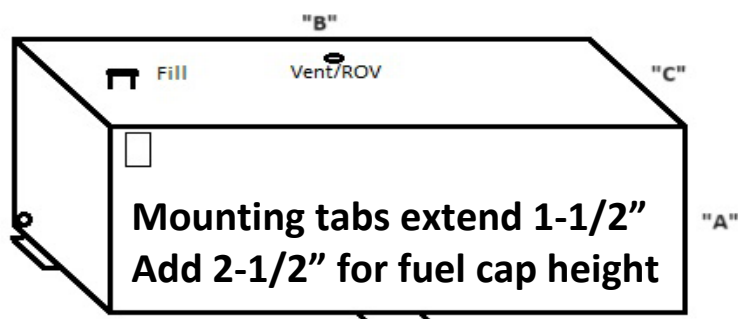 "B"
Fill
Vent/ROV
"C"
Mounting tabs extend 1-1/2”
"A"
Add 2-1/2” for fuel cap height